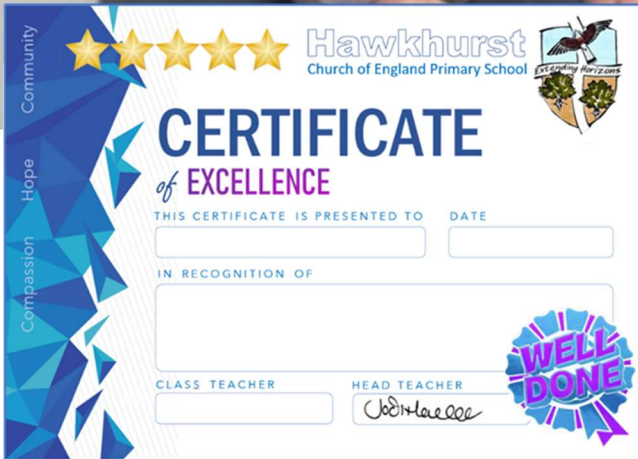 Hawkhurst
Church of England Primary School
Extending Horizons
Community
Hope
Compassion
CERTIFICATE
of EXCELLENCE
THIS CERTIFICATE IS PRESENTED TO
DATE
IN RECOGNITION OF
CLASS TEACHER
HEAD TEACHER
WELL
DONE